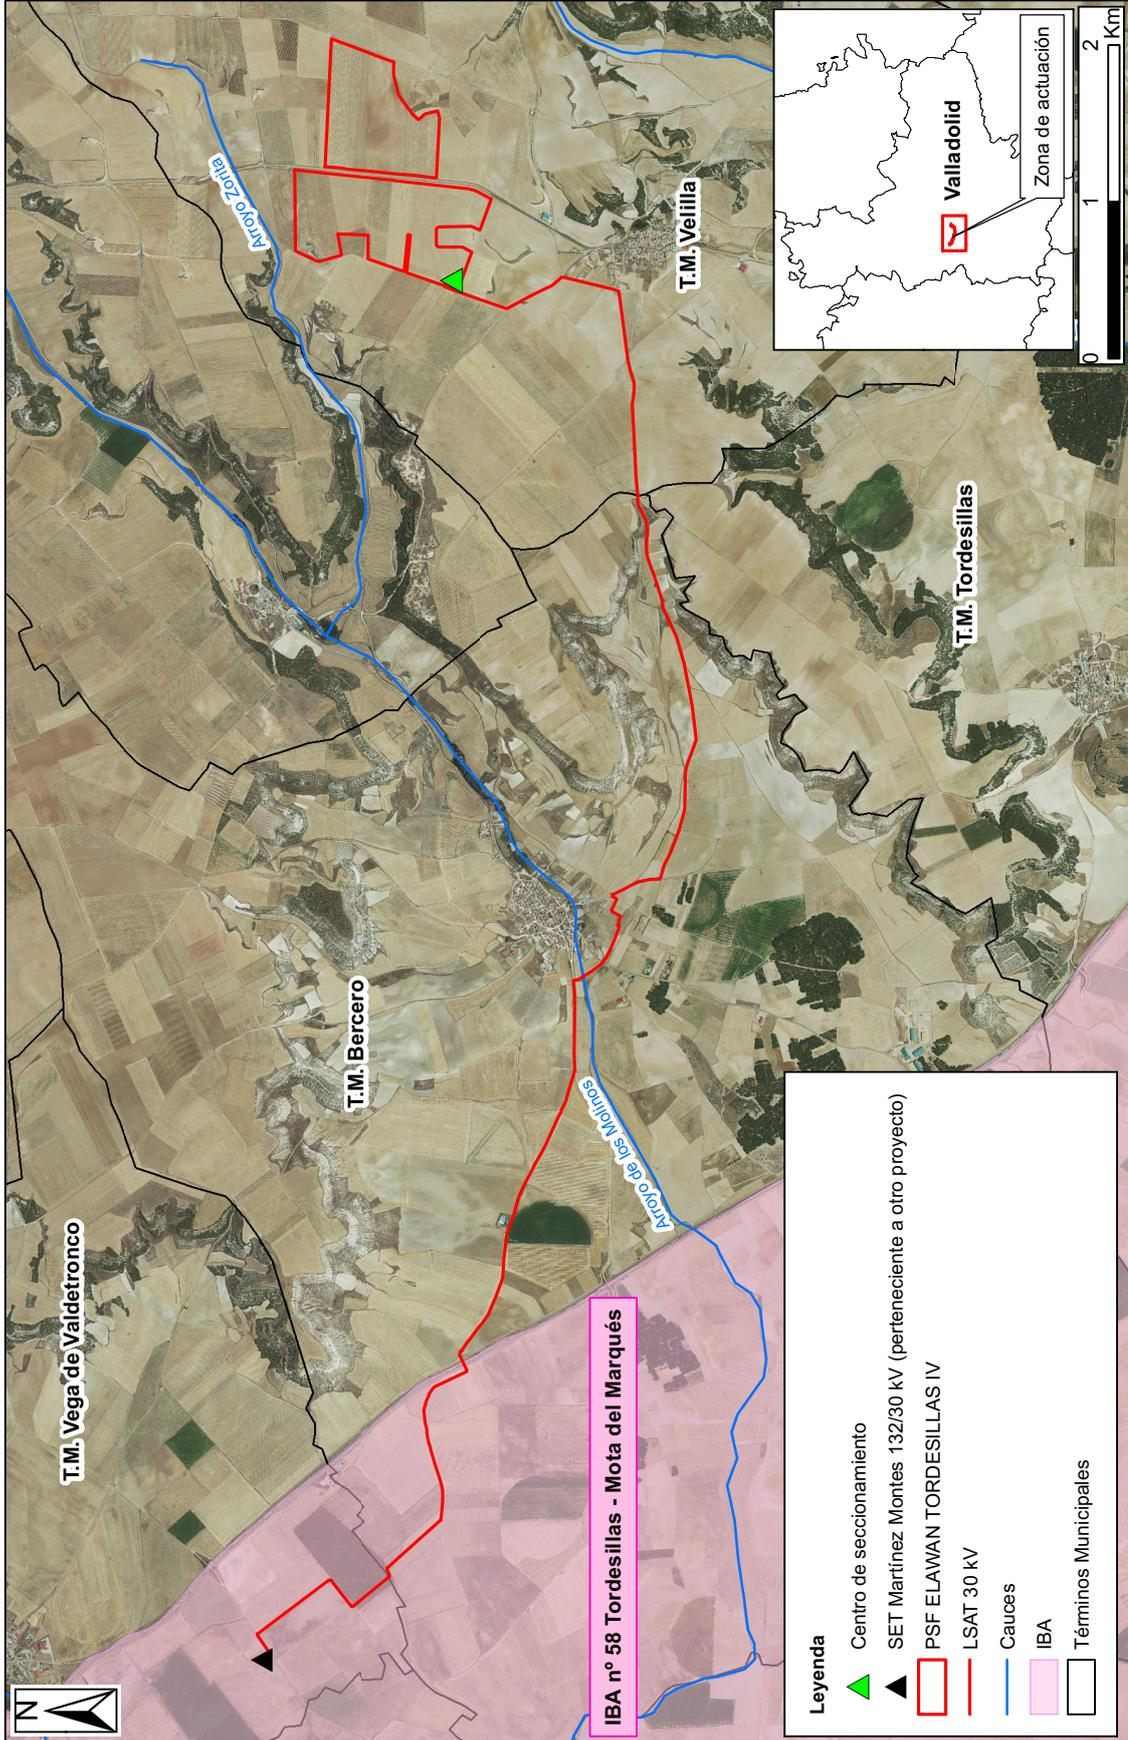 N
T.M. Vega de Valdetronco
T.M. Bercero
Arroyo Zorita
T.M. Velilla
Arroyo de los Molinos
T.M. Tordesillas
IBA nº 58 Tordesillas - Mota del Marqués
Leyenda
Centro de seccionamiento
SET Martínez Montes 132/30 kV (perteneciente a otro proyecto)
PSF ELAWAN TORDESILLAS IV
LSAT 30 kV
Cauces
IBA
Términos Municipales
Valladolid
Zona de actuación
0 1 2
Km